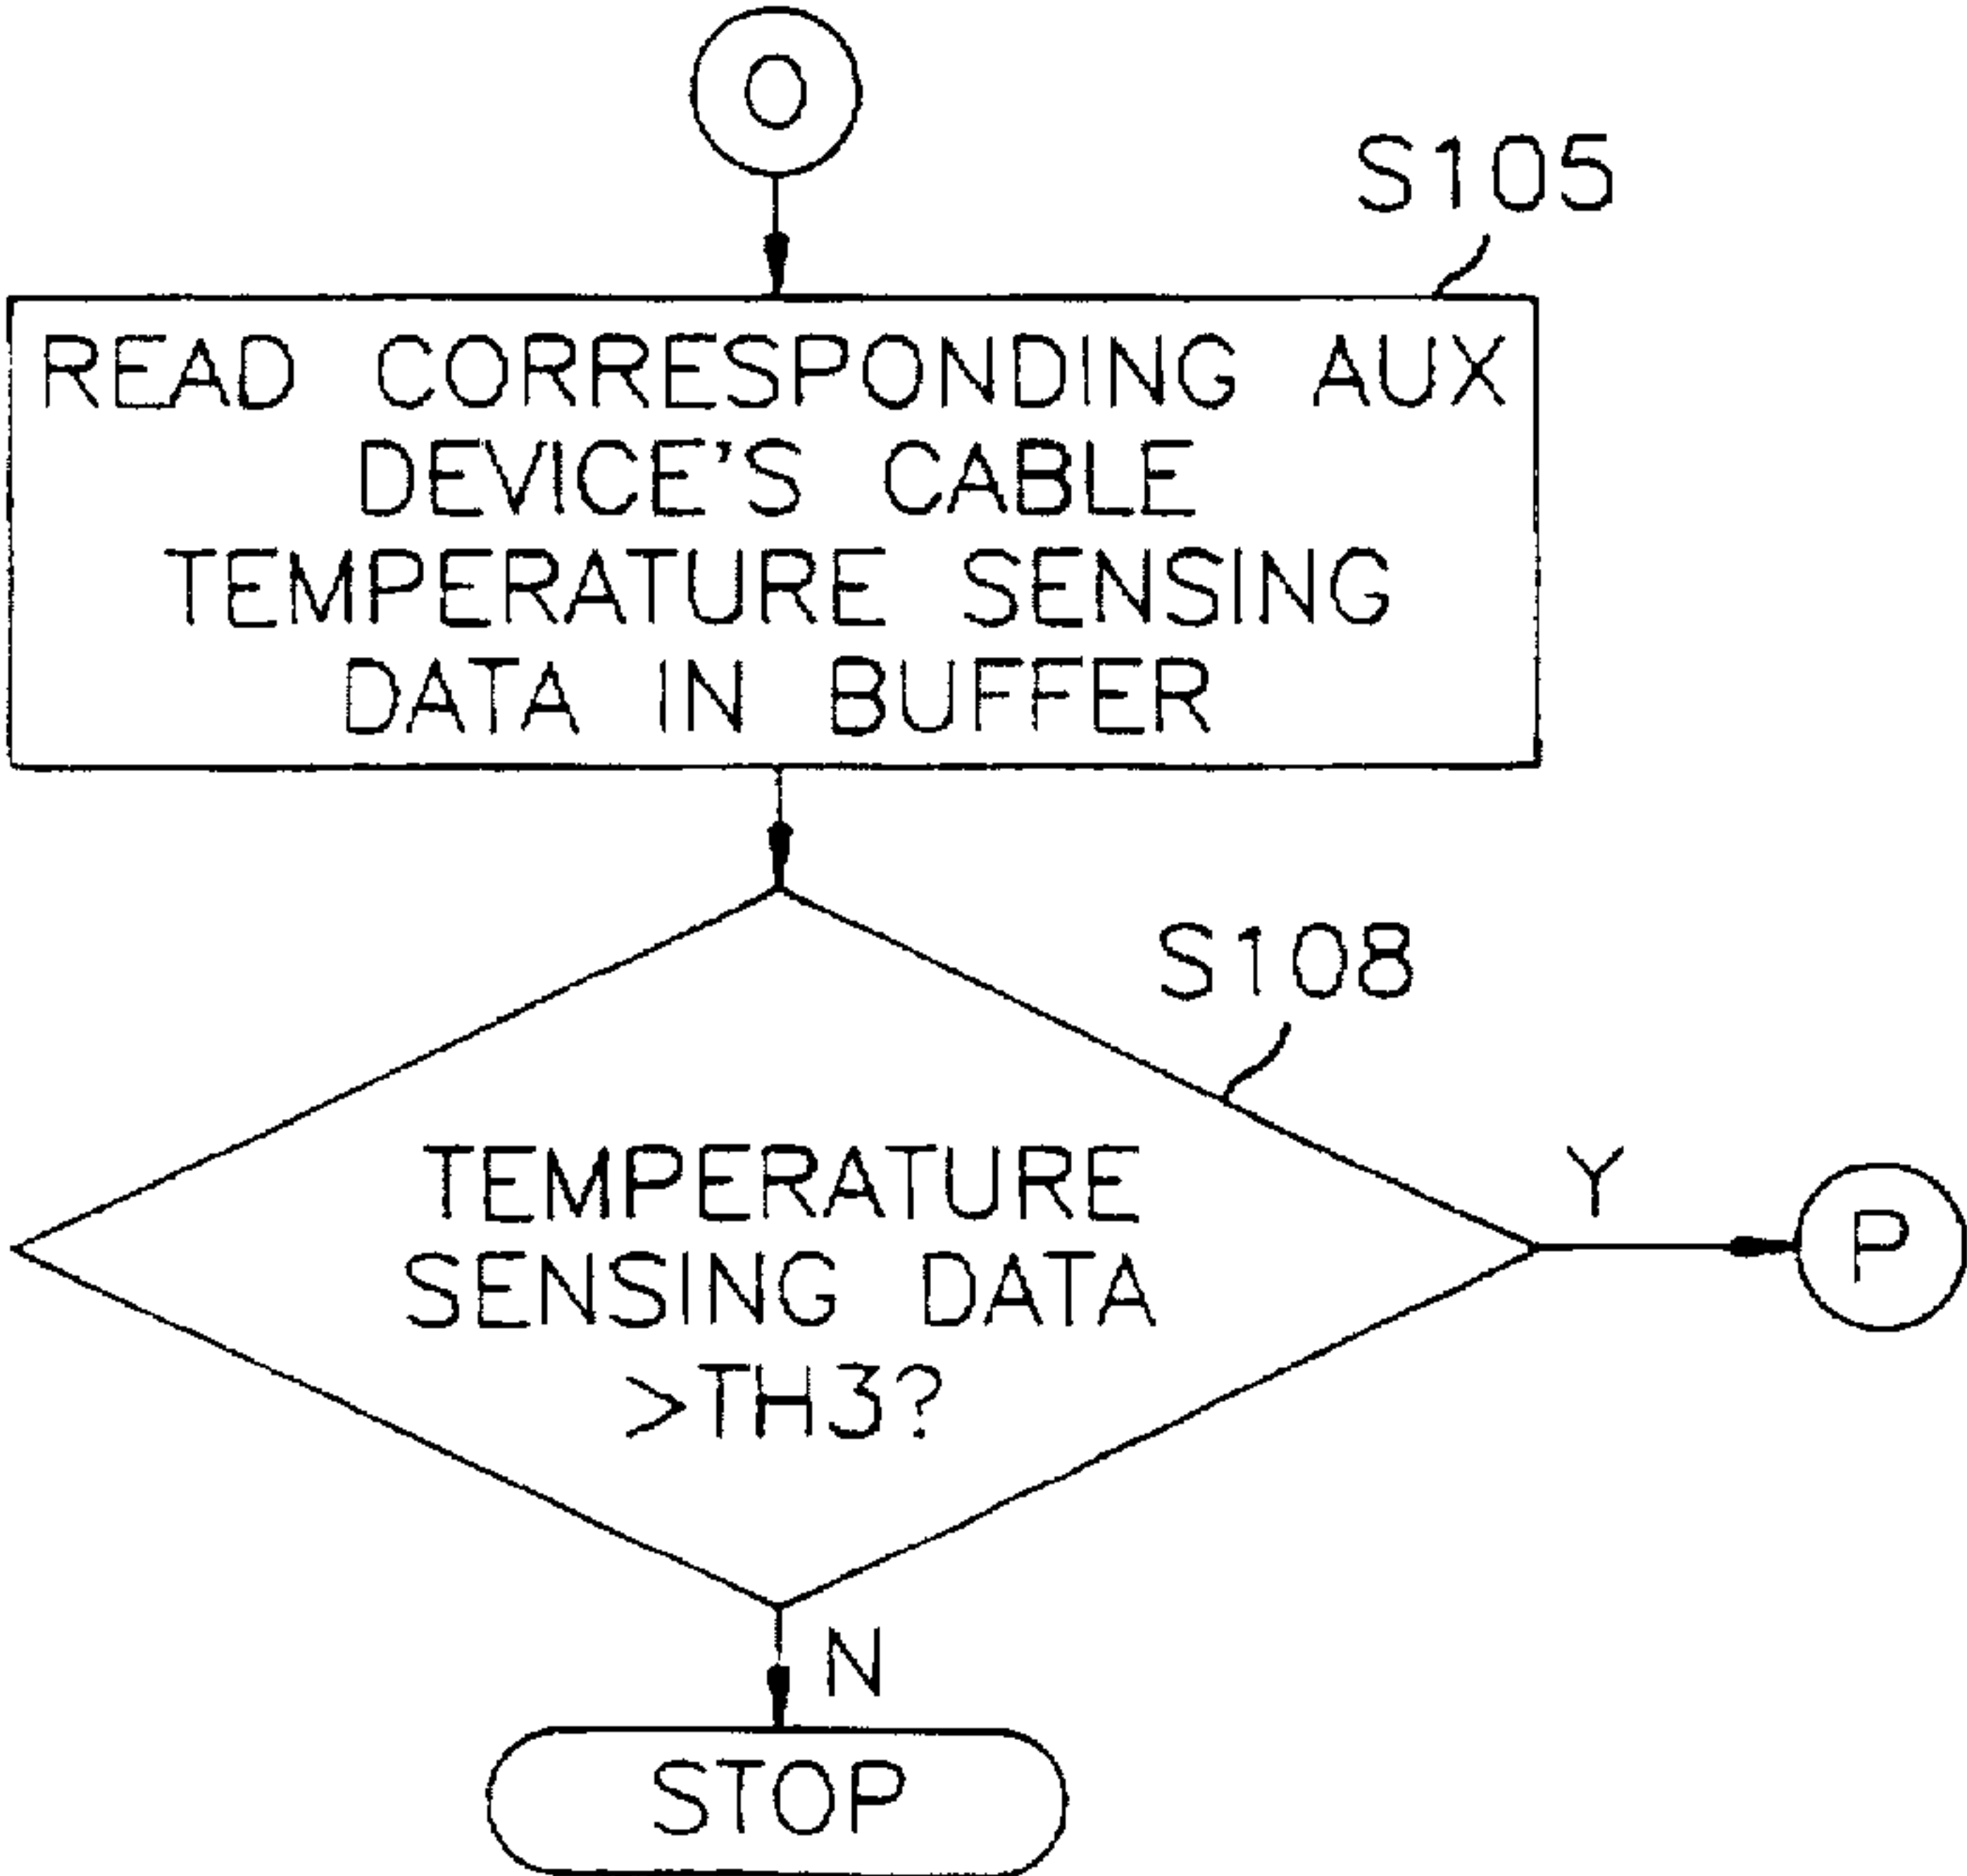 O
S105
READ CORRESPONDING AUX
DEVICE'S CABLE
TEMPERATURE SENSING
DATA IN BUFFER
S108
TEMPERATURE
SENSING DATA
>TH3?
Y
P
N
STOP